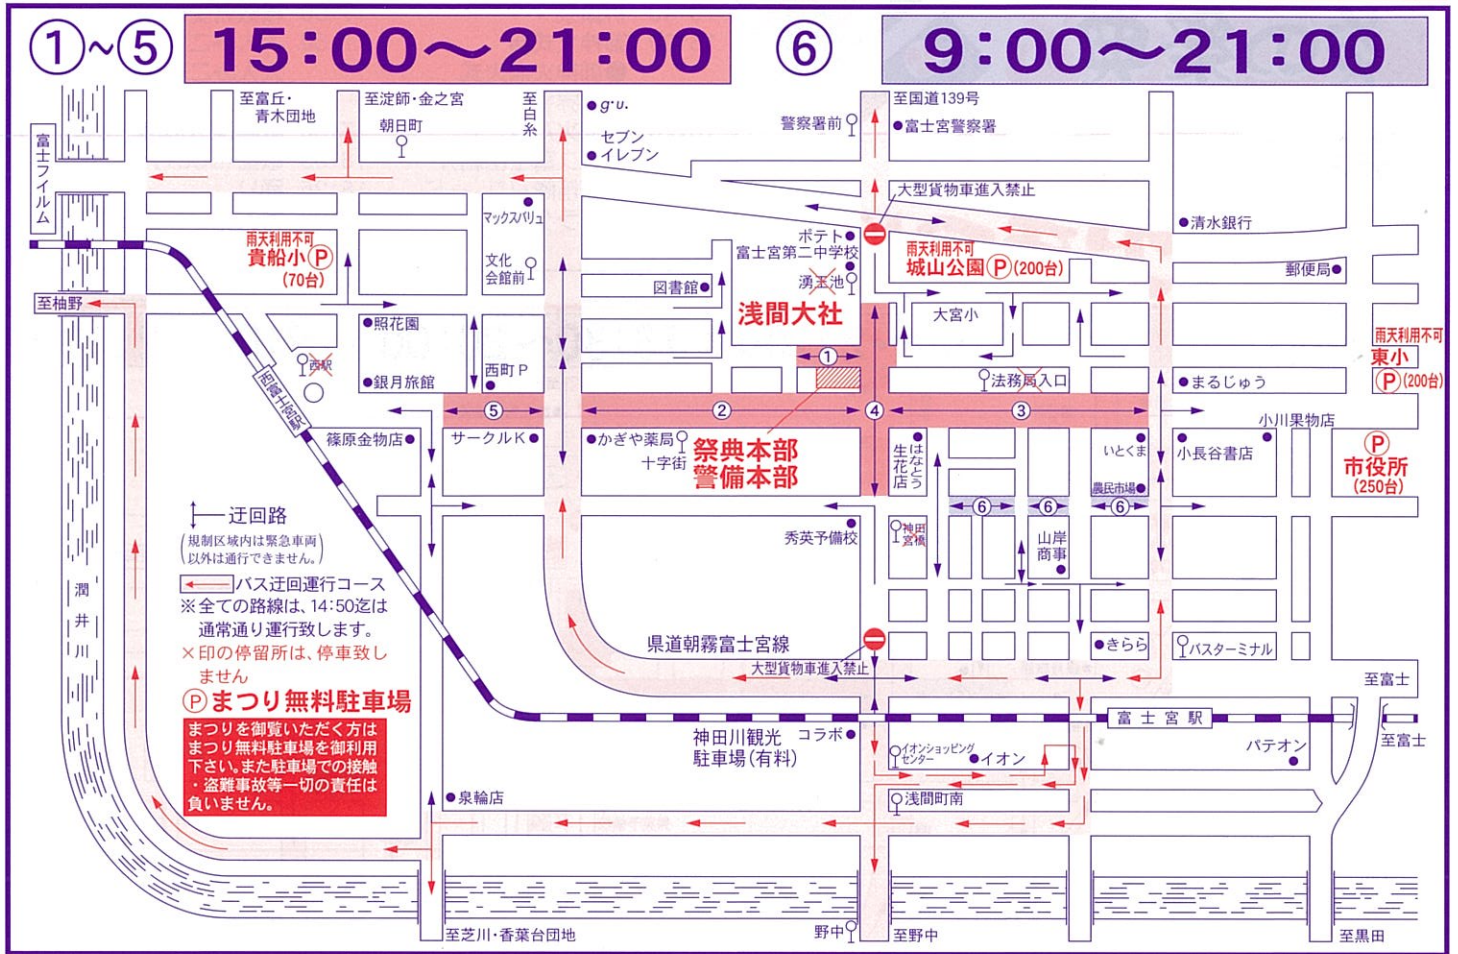 ①~⑤ 15:00～21:00
⑥ 9:00～21:00
至富丘・
青木団地
至淀師・金之宮
朝日町
至白糸
g・u.
セブン
イレブン
警察署前
至国道139号
富士宮警察署
富士フイルム
大型貨物車進入禁止
マックスバリュ
清水銀行
雨天利用不可
貴船小Ⓟ
(70台)
文化
会館前
ポテト
富士宮第二中学校
湧玉池
図書館
雨天利用不可
城山公園Ⓟ(200台)
郵便局
至柚野
浅間大社
大宮小
照花園
雨天利用不可
東小
Ⓟ(200台)
西駅
西富士宮駅
銀月旅館
西町P
①
法務局入口
まるじゅう
⑤
②
④
③
小川果物店
篠原金物店
サークルK
かぎや薬局
十字街
祭典本部
警備本部
はなとう
生花店
いとくま
小長谷書店
Ⓟ
市役所
(250台)
農民市場
⑥
⑥
⑥
迂回路
(規制区域内は緊急車両
以外は通行できません。)
秀英予備校
神田宮橋
山岸
商事
潤井川
バス迂回運行コース
※全ての路線は、14:50迄は
通常通り運行致します。
×印の停留所は、停車致し
ません
県道朝霧富士宮線
大型貨物車進入禁止
きらら
バスターミナル
至富士
Ⓟまつり無料駐車場
まつりを御覧いただく方は
まつり無料駐車場を御利用
下さい。また駐車場での接触
・盗難事故等一切の責任は
負いません。
富士宮駅
至富士
神田川観光
駐車場(有料)
コラボ
イオンショッピング
センター
イオン
パテオン
泉輪店
浅間町南
至芝川・香葉台団地
野中
至野中
至黒田